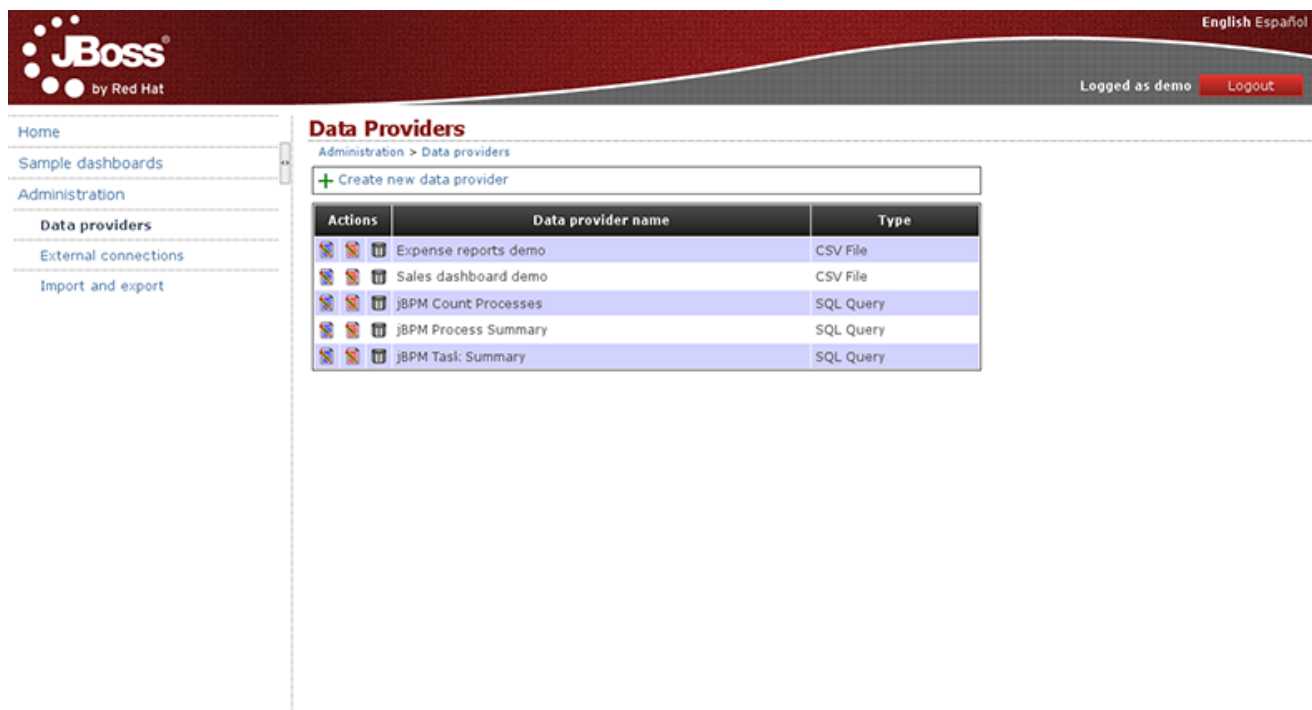 English Español
JBoss®
by Red Hat
Logged as demo Logout
Home
Sample dashboards
Administration
Data providers
External connections
Import and export
Data Providers
Administration > Data providers
+ Create new data provider
Actions Data provider name Type
Expense reports demo CSV File
Sales dashboard demo CSV File
jBPM Count Processes SQL Query
jBPM Process Summary SQL Query
jBPM Task Summary SQL Query